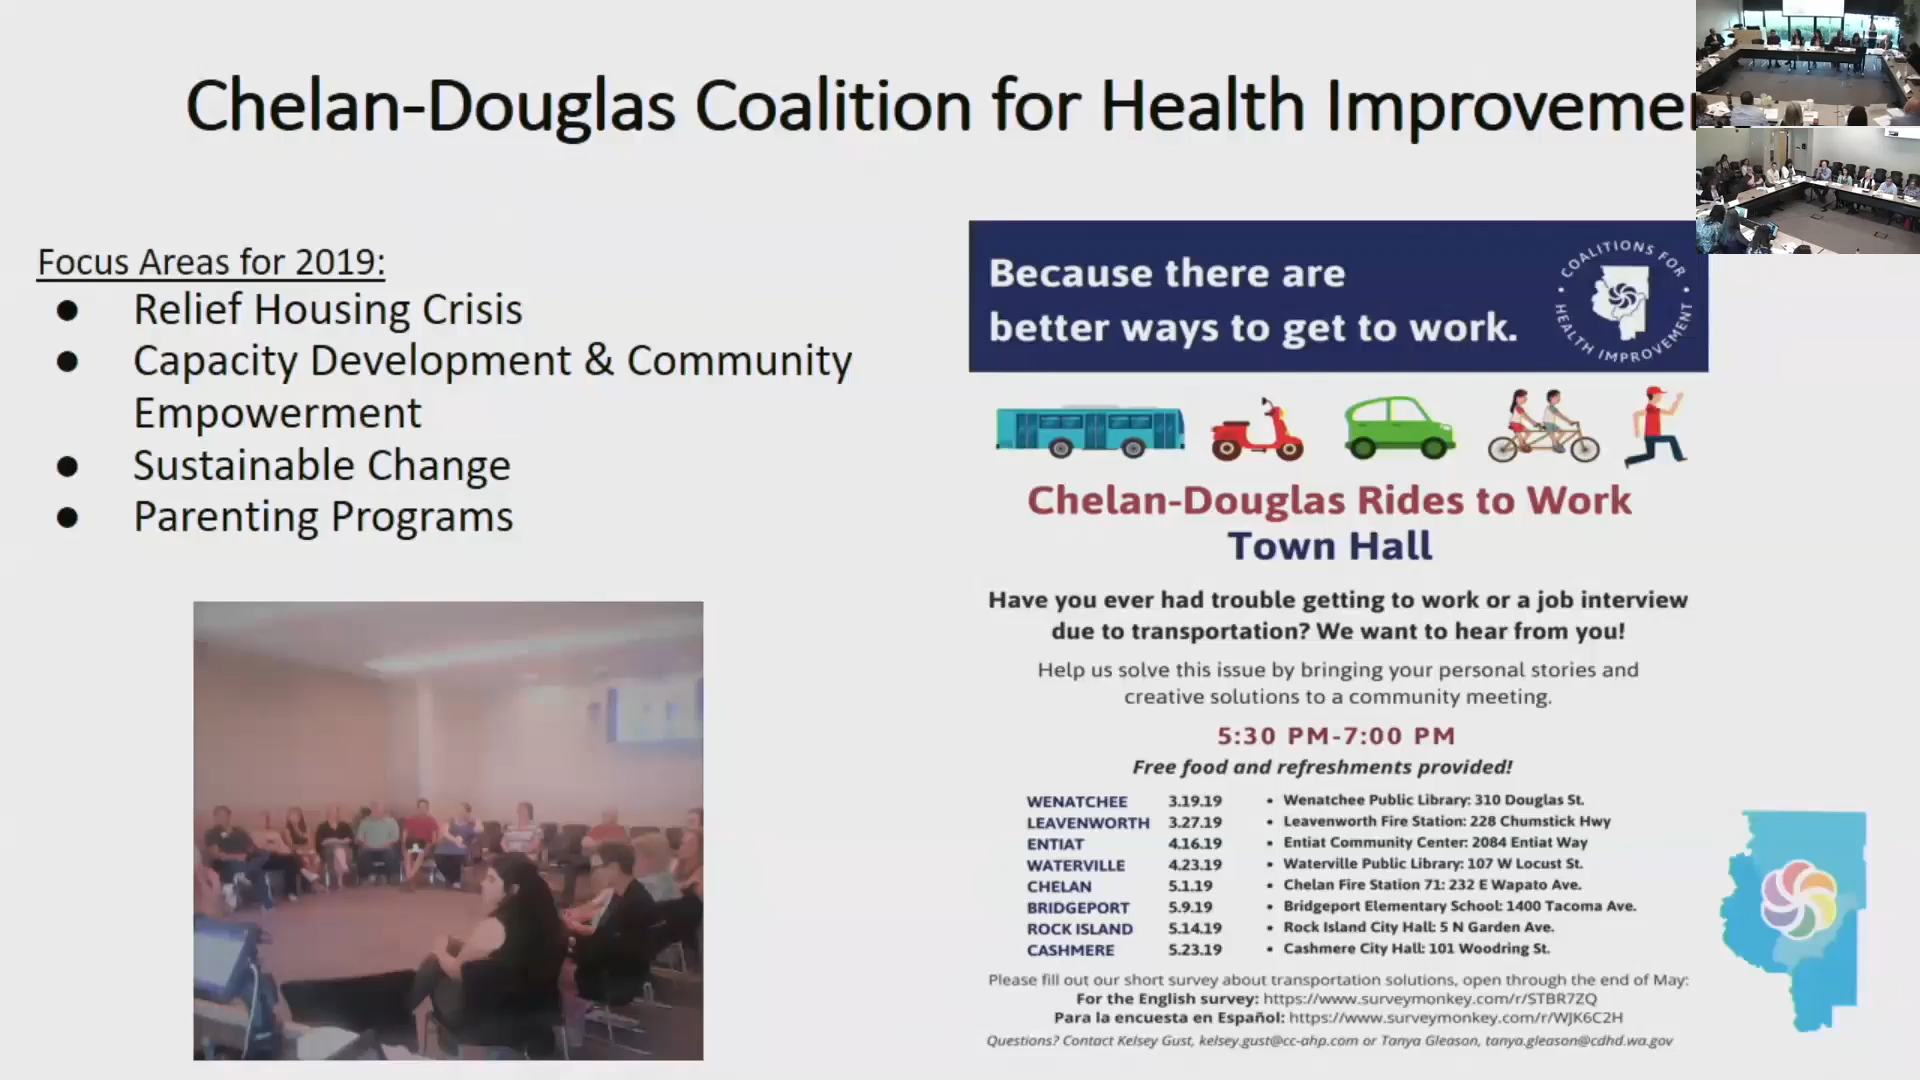 Chelan-Douglas Coalition for Health Improvemen
Focus Areas for 2019:
● Relief Housing Crisis
● Capacity Development & Community
Empowerment
● Sustainable Change
● Parenting Programs
Because there are
better ways to get to work.
COALITIONS FOR
HEALTH IMPROVEMENT
Chelan-Douglas Rides to Work
Town Hall
Have you ever had trouble getting to work or a job interview
due to transportation? We want to hear from you!
Help us solve this issue by bringing your personal stories and
creative solutions to a community meeting.
5:30 PM-7:00 PM
Free food and refreshments provided!
WENATCHEE 3.19.19 • Wenatchee Public Library: 310 Douglas St.
LEAVENWORTH 3.27.19 • Leavenworth Fire Station: 228 Chumstick Hwy
ENTIAT 4.16.19 • Entiat Community Center: 2084 Entiat Way
WATERVILLE 4.23.19 • Waterville Public Library: 107 W Locust St.
CHELAN 5.1.19 • Chelan Fire Station 71: 232 E Wapato Ave.
BRIDGEPORT 5.9.19 • Bridgeport Elementary School: 1400 Tacoma Ave.
ROCK ISLAND 5.14.19 • Rock Island City Hall: 5 N Garden Ave.
CASHMERE 5.23.19 • Cashmere City Hall: 101 Woodring St.
Please fill out our short survey about transportation solutions, open through the end of May:
For the English survey: https://www.surveymonkey.com/r/STBR7ZQ
Para la encuesta en Español: https://www.surveymonkey.com/r/WJK6C2H
Questions? Contact Kelsey Gust, kelsey.gust@cc-ahp.com or Tanya Gleason, tanya.gleason@cdhd.wa.gov